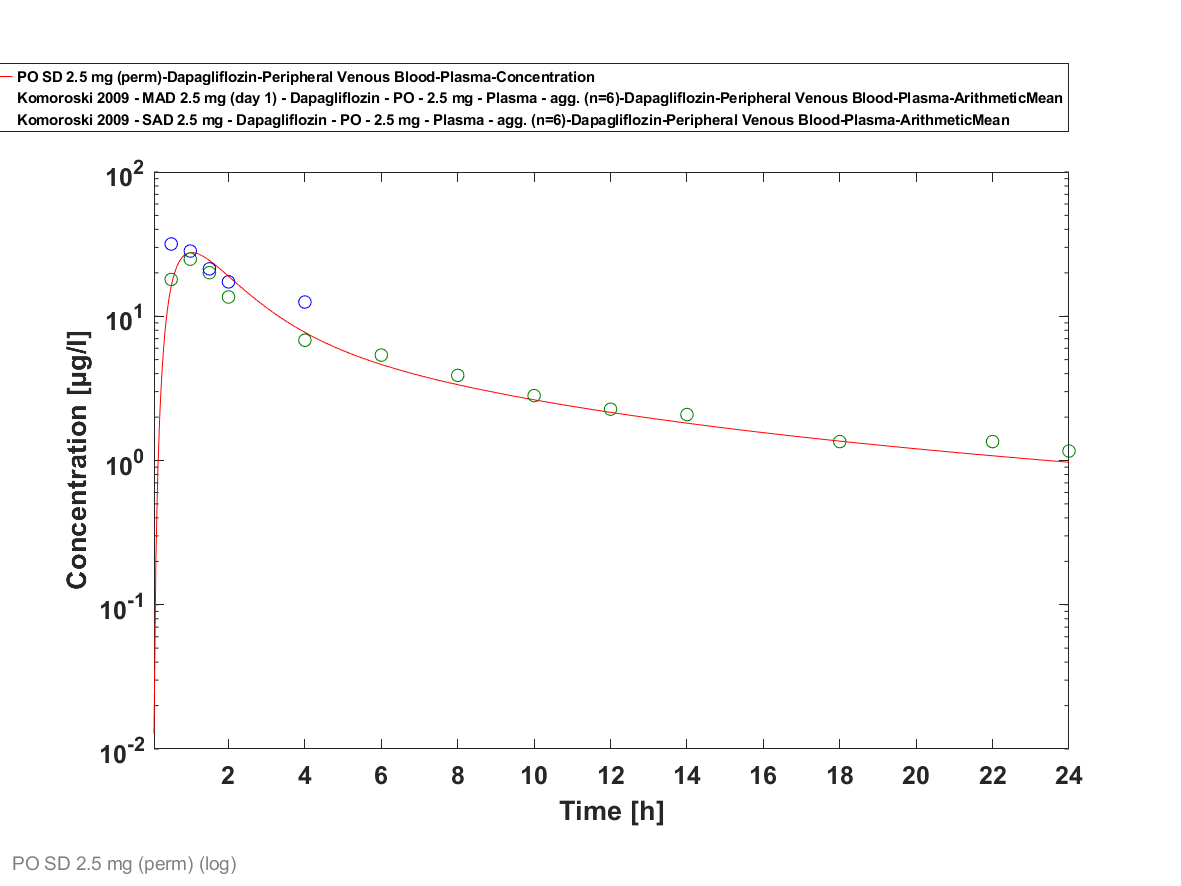 PO SD 2.5 mg (perm)-Dapagliflozin-Peripheral Venous Blood-Plasma-Concentration
Komoroski 2009 - MAD 2.5 mg (day 1) - Dapagliflozin - PO - 2.5 mg - Plasma - agg. (n=6)-Dapagliflozin-Peripheral Venous Blood-Plasma-ArithmeticMean
Komoroski 2009 - SAD 2.5 mg - Dapagliflozin - PO - 2.5 mg - Plasma - agg. (n=6)-Dapagliflozin-Peripheral Venous Blood-Plasma-ArithmeticMean
10^2
10^1
10^0
10^-1
10^-2
Concentration [µg/l]
2 4 6 8 10 12 14 16 18 20 22 24
Time [h]
PO SD 2.5 mg (perm) (log)